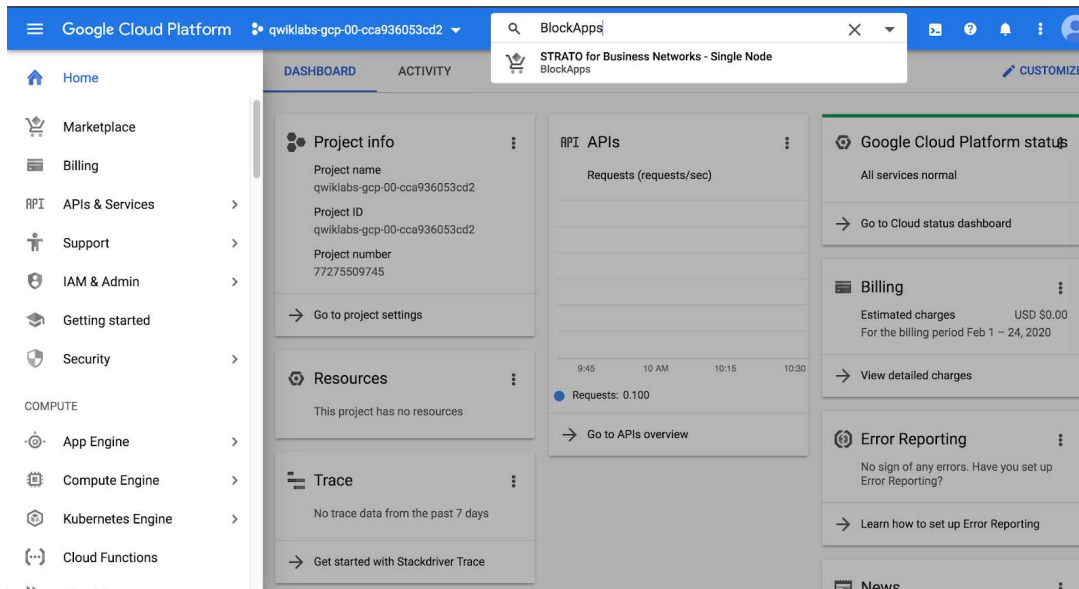 Google Cloud Platform
qwiklabs-gcp-00-cca936053cd2
BlockApps
STRATO for Business Networks - Single Node
BlockApps
Home
Marketplace
Billing
API
APIs & Services
Support
IAM & Admin
Getting started
Security
COMPUTE
App Engine
Compute Engine
Kubernetes Engine
Cloud Functions
DASHBOARD
ACTIVITY
CUSTOMIZE
Project info
Project name
qwiklabs-gcp-00-cca936053cd2
Project ID
qwiklabs-gcp-00-cca936053cd2
Project number
77275509745
Go to project settings
Resources
This project has no resources
Trace
No trace data from the past 7 days
Get started with Stackdriver Trace
API APIs
Requests (requests/sec)
9:45 10 AM 10:15 10:30
Requests: 0.100
Go to APIs overview
Google Cloud Platform status
All services normal
Go to Cloud status dashboard
Billing
Estimated charges USD $0.00
For the billing period Feb 1 – 24, 2020
View detailed charges
Error Reporting
No sign of any errors. Have you set up
Error Reporting?
Learn how to set up Error Reporting
News